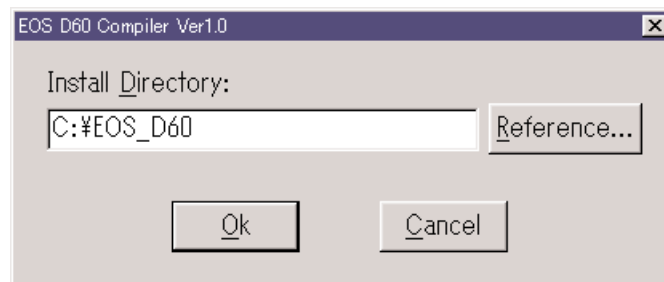 EOS D60 Compiler Ver1.0
Install Directory:
C:¥EOS_D60
Reference...
Ok
Cancel